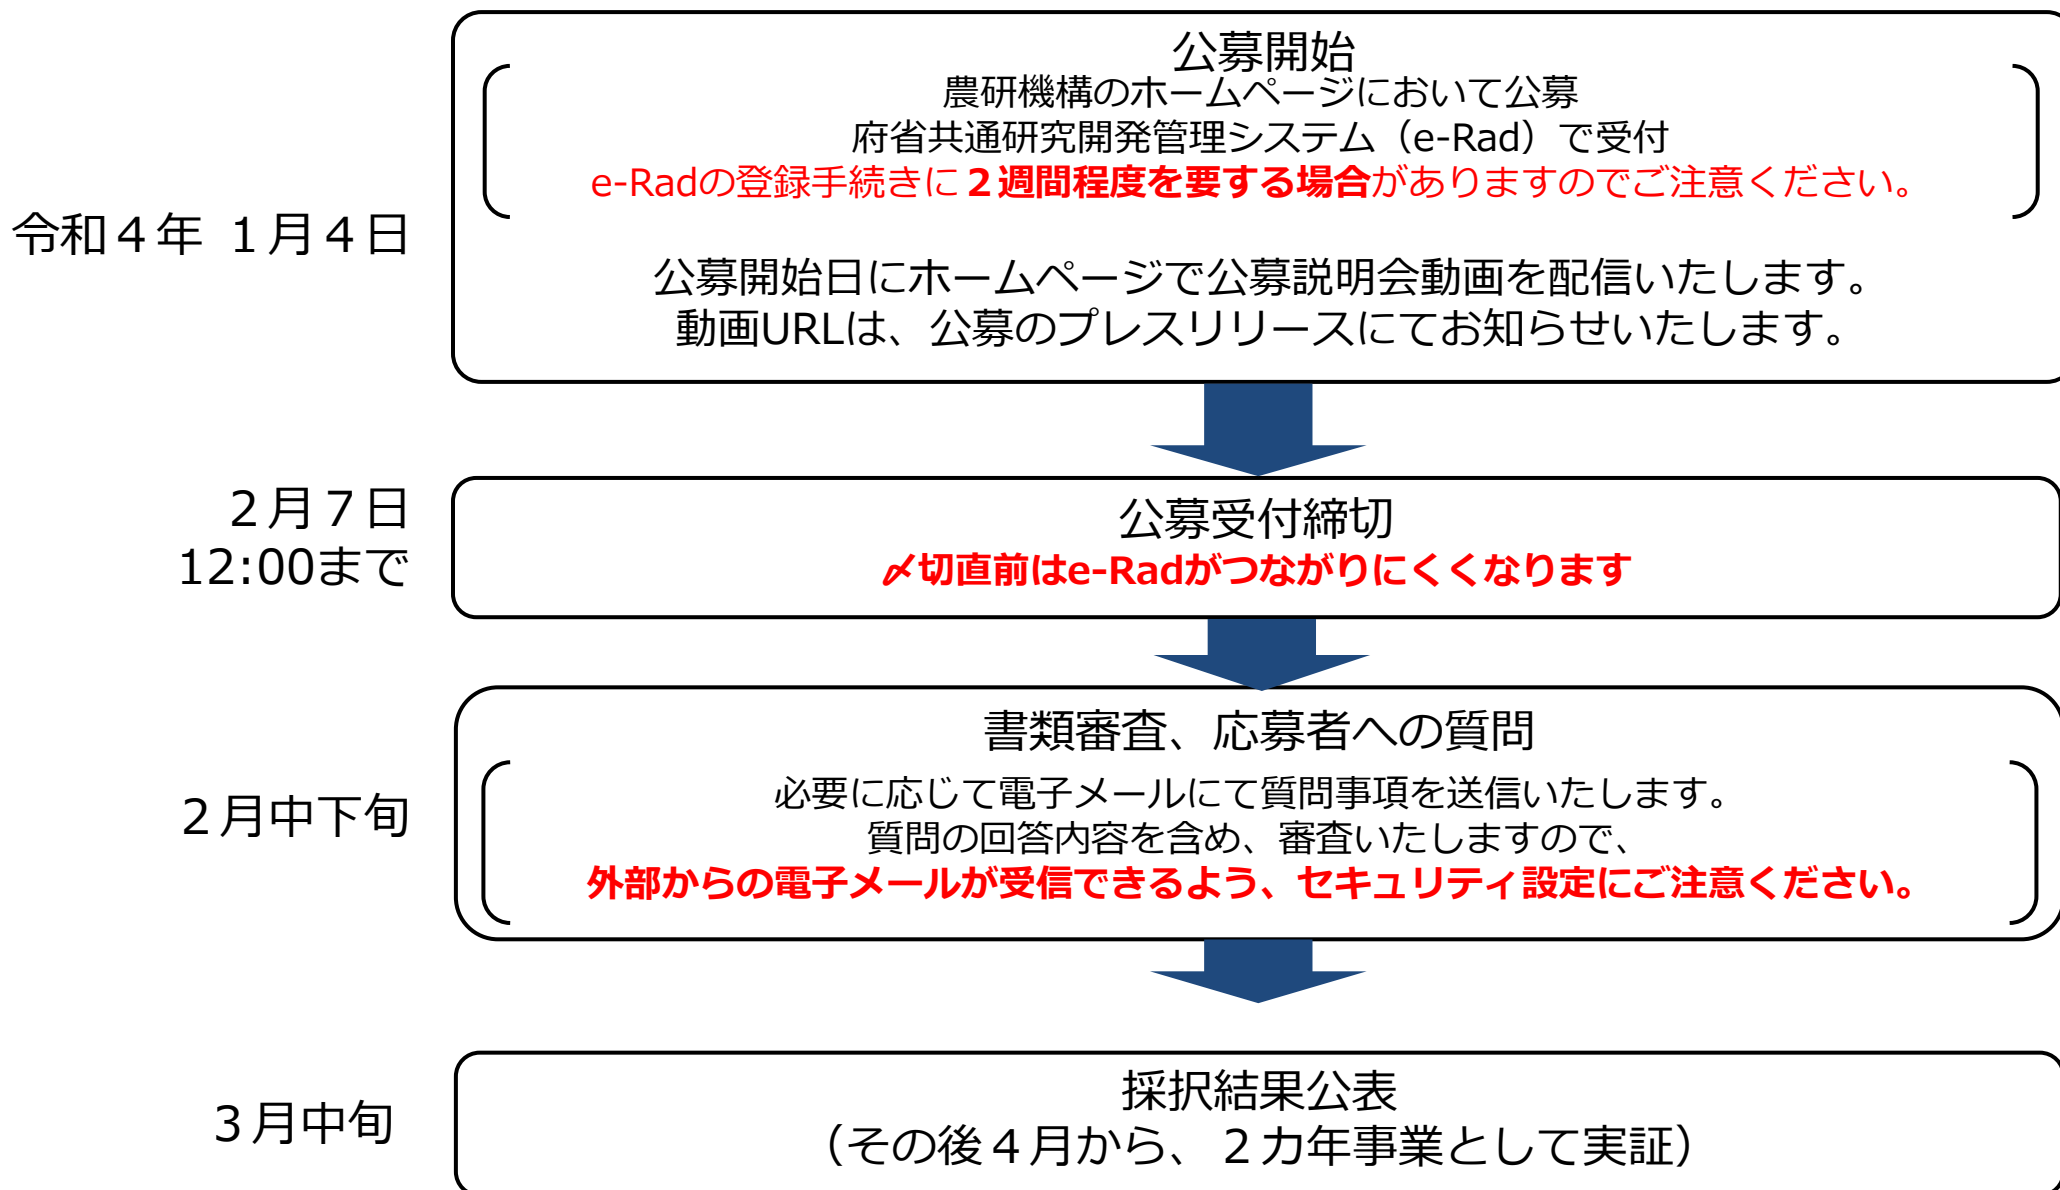 公募開始
農研機構のホームページにおいて公募
府省共通研究開発管理システム（e-Rad）で受付
e-Radの登録手続きに２週間程度を要する場合がありますのでご注意ください。
令和４年 １月４日
公募開始日にホームページで公募説明会動画を配信いたします。
動画URLは、公募のプレスリリースにてお知らせいたします。
２月７日
12:00まで
公募受付締切
〆切直前はe-Radがつながりにくくなります
書類審査、応募者への質問
２月中下旬
必要に応じて電子メールにて質問事項を送信いたします。
質問の回答内容を含め、審査いたしますので、
外部からの電子メールが受信できるよう、セキュリティ設定にご注意ください。
３月中旬
採択結果公表
（その後４月から、２カ年事業として実証）